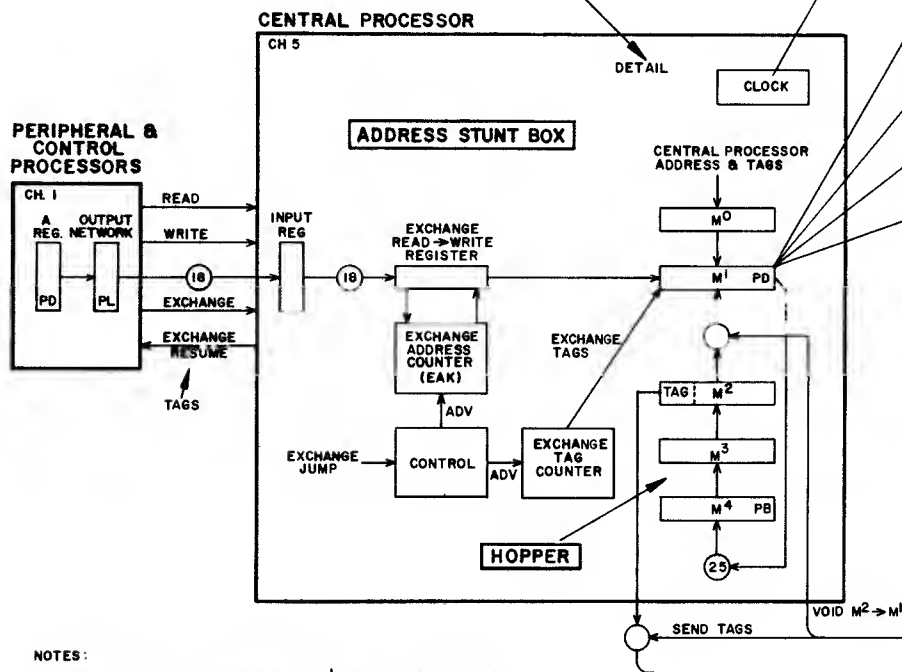 CENTRAL PROCESSOR
CH 5
DETAIL
CLOCK
ADDRESS STUNT BOX
PERIPHERAL &
CONTROL
PROCESSORS
CH. 1
A
REG.
OUTPUT
NETWORK
PD
PL
READ
WRITE
18
EXCHANGE
EXCHANGE
RESUME
TAGS
INPUT
REG
18
EXCHANGE
READ→WRITE
REGISTER
EXCHANGE
ADDRESS
COUNTER
(EAK)
ADV
EXCHANGE
JUMP
CONTROL
ADV
EXCHANGE
TAG
COUNTER
EXCHANGE
TAGS
CENTRAL PROCESSOR
ADDRESS & TAGS
M⁰
M¹ PD
TAG M²
M³
M⁴ PB
25
HOPPER
VOID M²→M¹
SEND TAGS
NOTES: